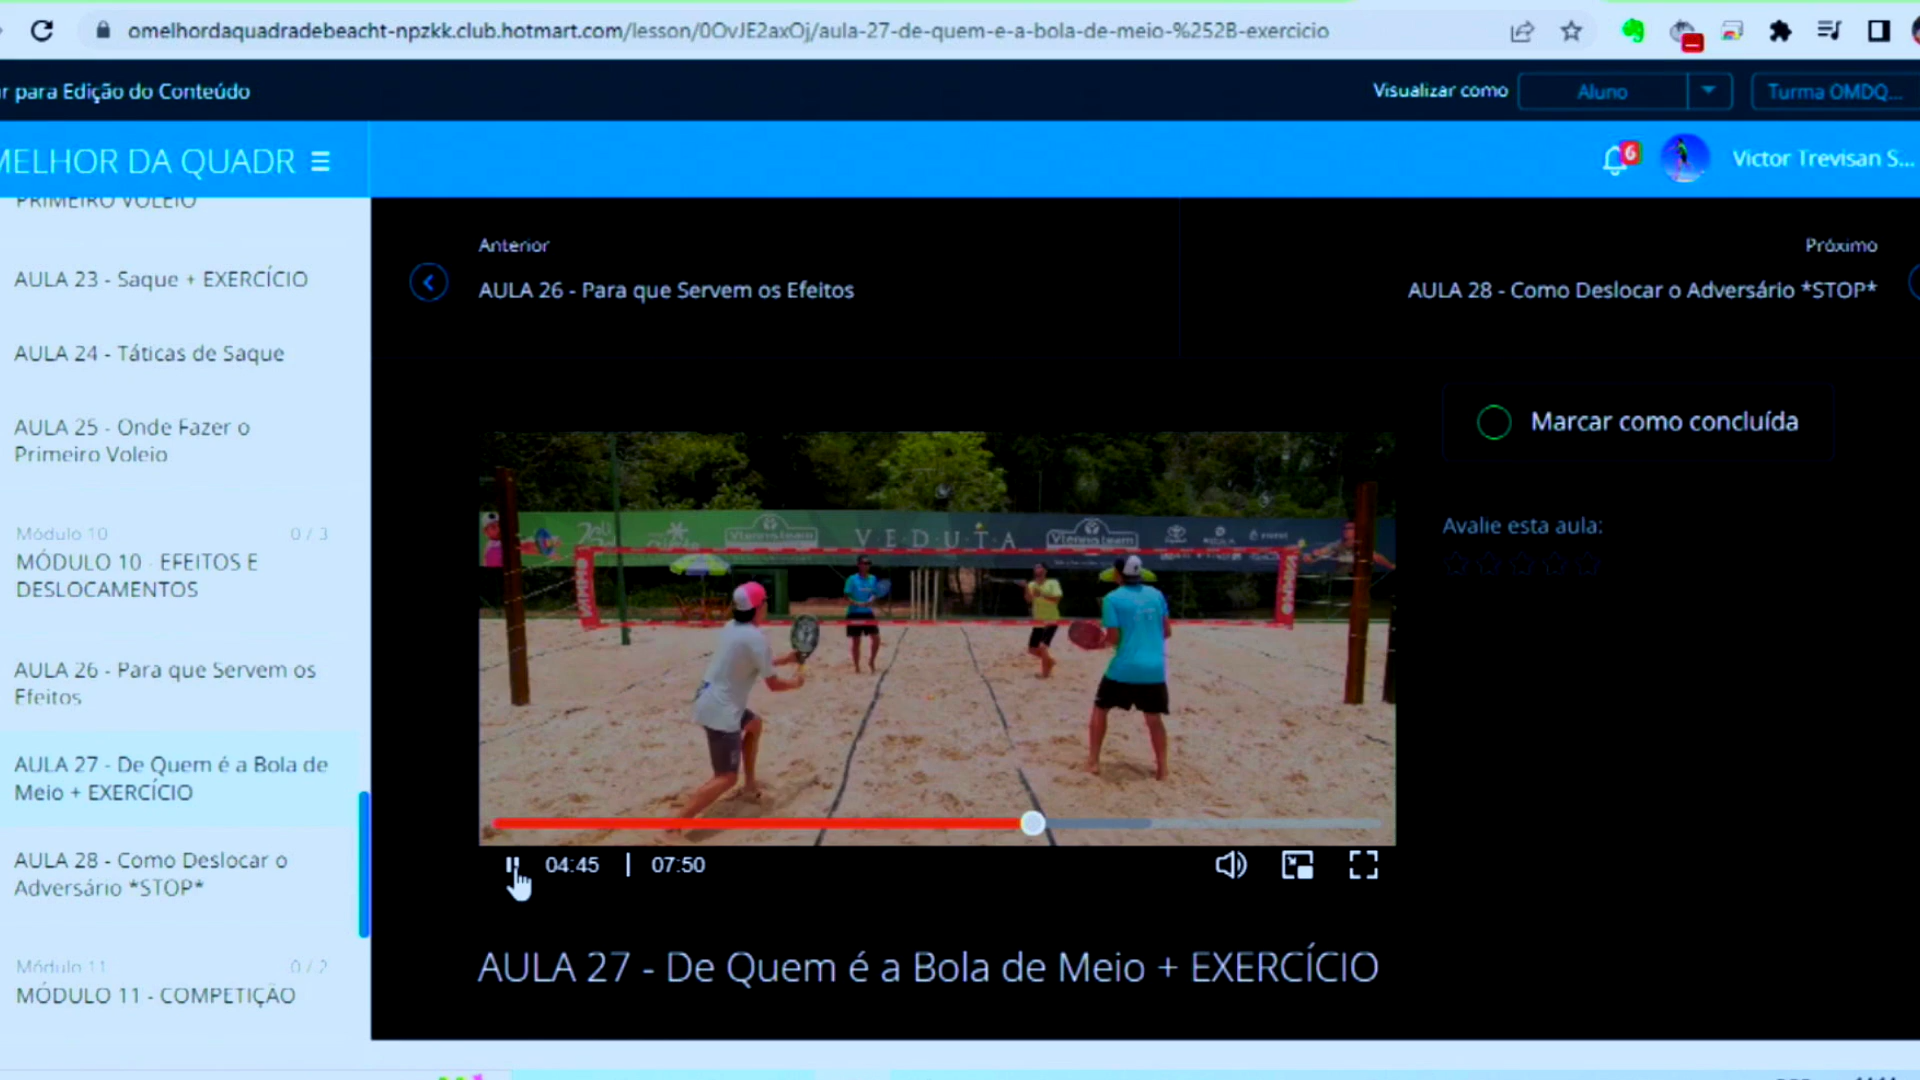 omelhordaquadradebeacht-npzkk.club.hotmart.com/lesson/0OvJE2axOj/aula-27-de-quem-e-a-bola-de-meio-%252B-exercicio
r para Edição do Conteúdo
Visualizar como
Aluno
Turma OMDQ...
MELHOR DA QUADR
6
Victor Trevisan S...
PRIMEIRO VOLEIO
AULA 23 - Saque + EXERCÍCIO
AULA 24 - Táticas de Saque
AULA 25 - Onde Fazer o
Primeiro Voleio
Módulo 10
0 / 3
MÓDULO 10 - EFEITOS E
DESLOCAMENTOS
AULA 26 - Para que Servem os
Efeitos
AULA 27 - De Quem é a Bola de
Meio + EXERCÍCIO
AULA 28 - Como Deslocar o
Adversário *STOP*
Módulo 11
0 / 2
MÓDULO 11 - COMPETIÇÃO
Anterior
AULA 26 - Para que Servem os Efeitos
Próximo
AULA 28 - Como Deslocar o Adversário *STOP*
Marcar como concluída
Avalie esta aula:
VEDUTA
04:45 | 07:50
AULA 27 - De Quem é a Bola de Meio + EXERCÍCIO